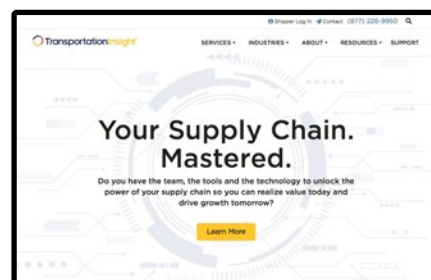 Shipper Log In Contact (877) 226-9950
TransportationInsight
SERVICES INDUSTRIES ABOUT RESOURCES SUPPORT
Your Supply Chain.
Mastered.
Do you have the team, the tools and the technology to unlock the
power of your supply chain so you can realize value today and
drive growth tomorrow?
Learn More